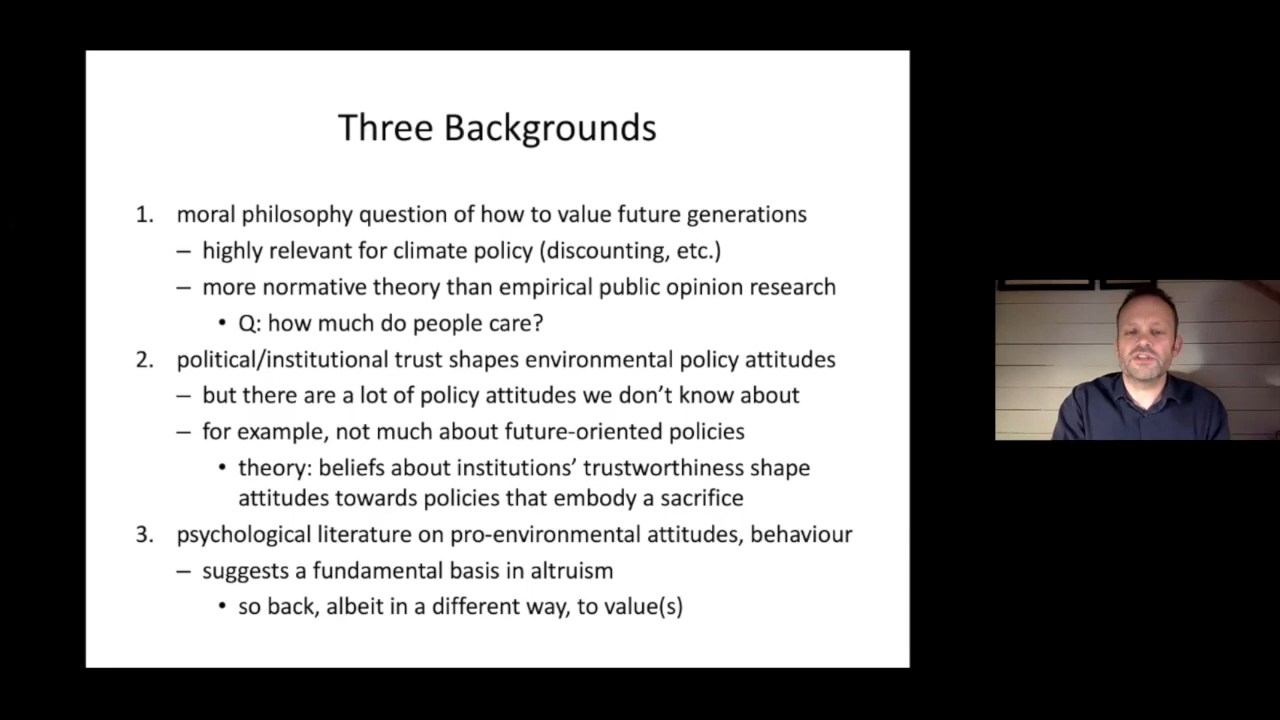 Three Backgrounds
1. moral philosophy question of how to value future generations
– highly relevant for climate policy (discounting, etc.)
– more normative theory than empirical public opinion research
• Q: how much do people care?
2. political/institutional trust shapes environmental policy attitudes
– but there are a lot of policy attitudes we don’t know about
– for example, not much about future-oriented policies
• theory: beliefs about institutions’ trustworthiness shape
attitudes towards policies that embody a sacrifice
3. psychological literature on pro-environmental attitudes, behaviour
– suggests a fundamental basis in altruism
• so back, albeit in a different way, to value(s)